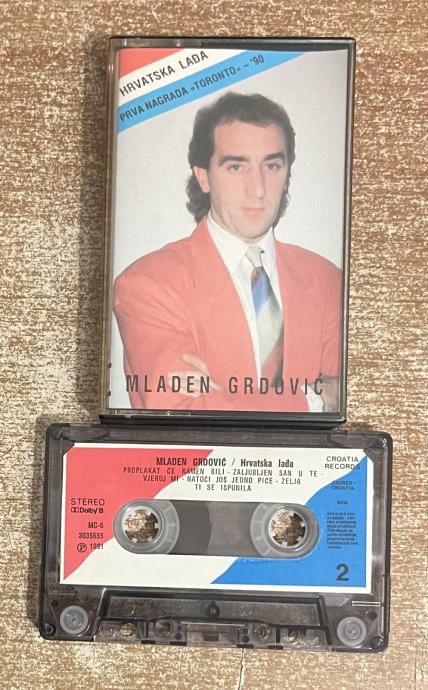 HRVATSKA LAĐA
PRVA NAGRADA »TORONTO« – '90
MLADEN GRDOVIĆ
MLADEN GRDOVIĆ / Hrvatska lađa
PROPLAKAT ĆE KAMEN BILI - ZALJUBLJEN SAN U TE -
VJERUJ MI - NATOČI JOŠ JEDNO PIĆE - ŽELJA
TI SE ISPUNILA
CROATIA
RECORDS
ZAGREB-
CROATIA
STEREO
Dolby B
MC-6
3035655
℗ 1991
2